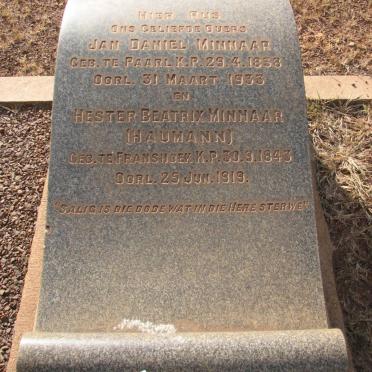 HIER RUS
ONS GELIEFDE OUERS
JAN DANIEL MINNAAR
GEB. TE PAARL K.P. 29.4.1838
OORL. 31 MAART 1933
EN
HESTER BEATRIX MINNAAR
(HAUMANN)
GEB. TE FRANSHOEK K.P. 30.9.1843
OORL. 25 JUN. 1919.
"SALIG IS DIE DODE WAT IN DIE HERE STERWE"